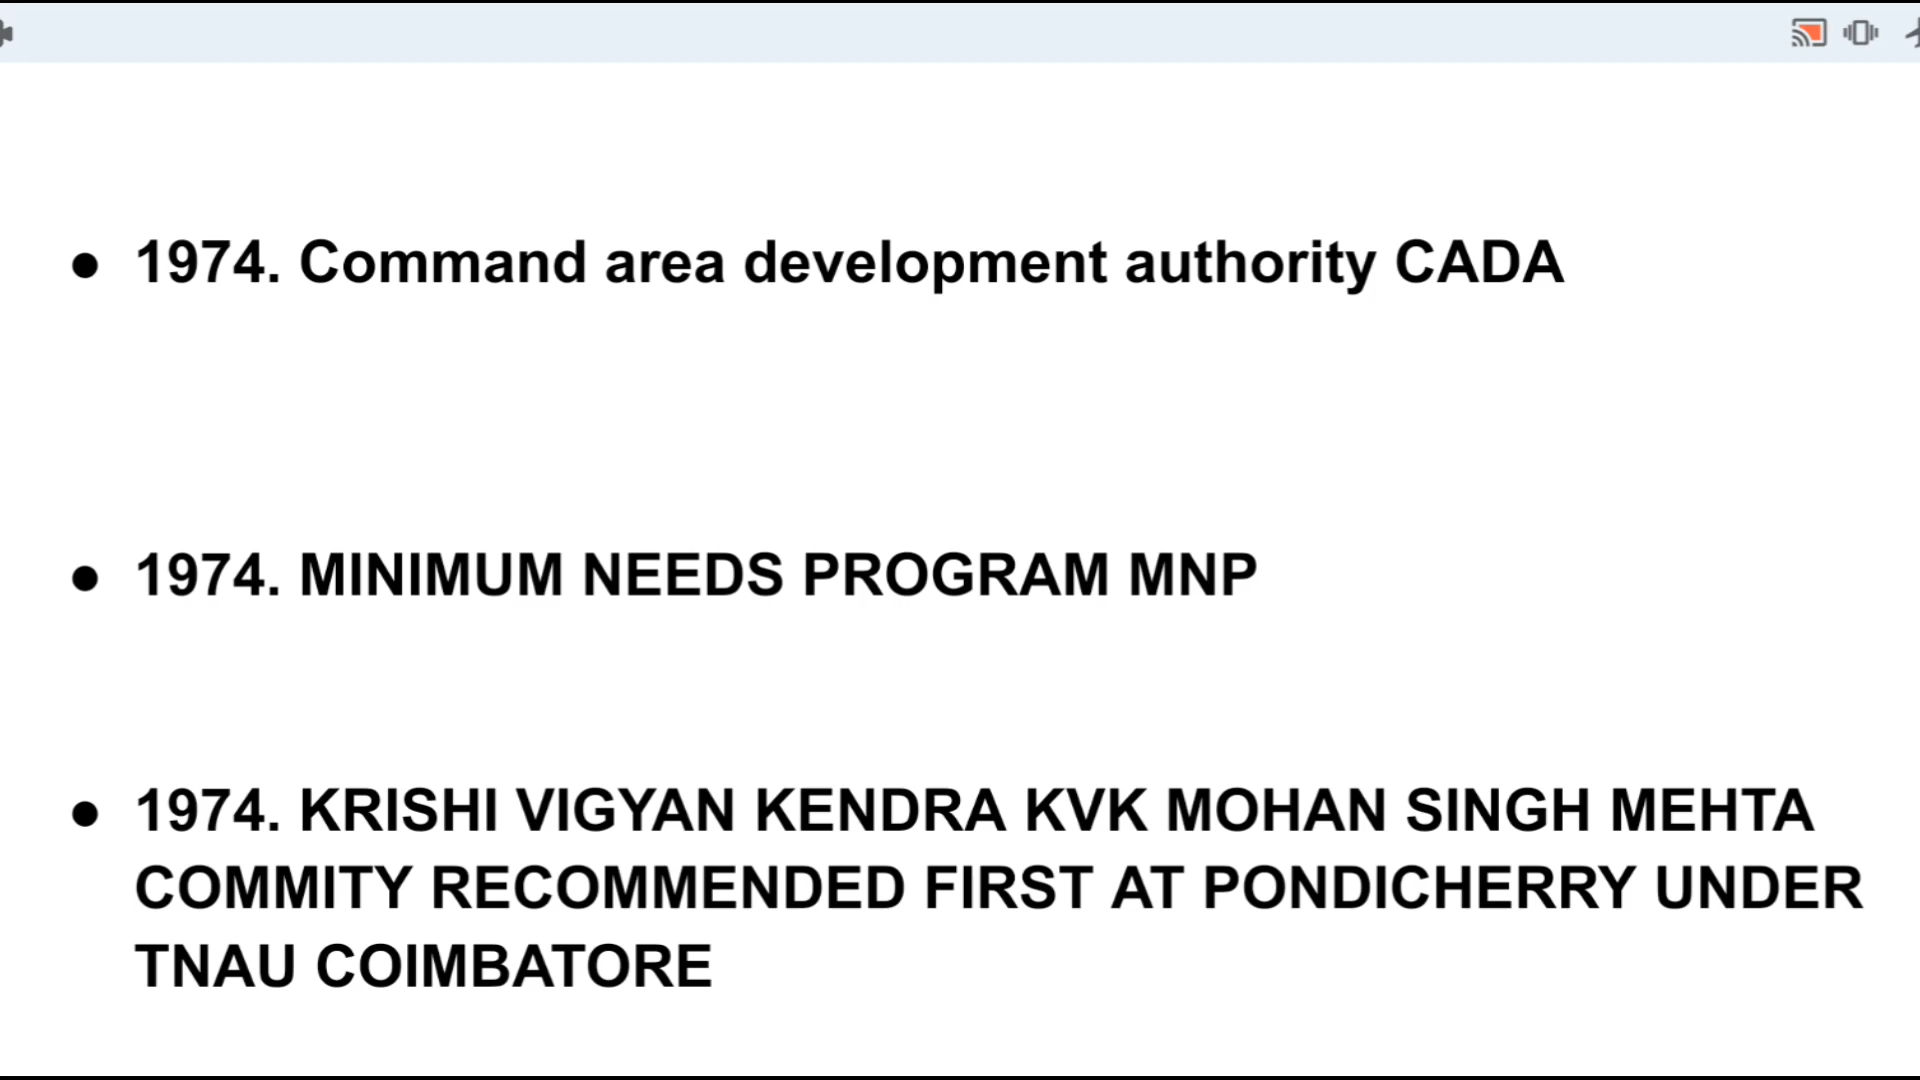 ● 1974. Command area development authority CADA
● 1974. MINIMUM NEEDS PROGRAM MNP
● 1974. KRISHI VIGYAN KENDRA KVK MOHAN SINGH MEHTA
COMMITY RECOMMENDED FIRST AT PONDICHERRY UNDER
TNAU COIMBATORE